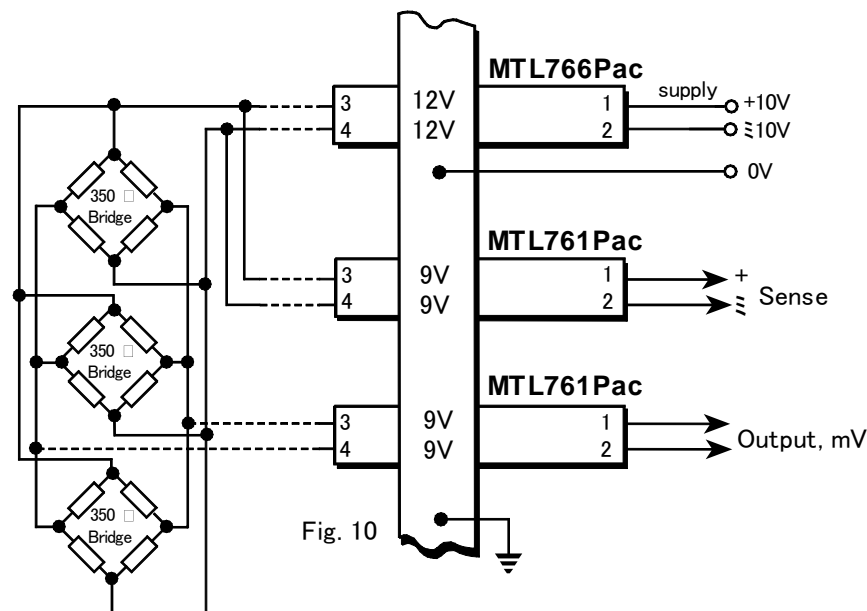 MTL766Pac
3 12V 1 supply +10V
4 12V 2 ⺀10V
0V
350 □
Bridge
MTL761Pac
3 9V 1 +
4 9V 2 Sense
350 □
Bridge
MTL761Pac
3 9V 1
4 9V 2
Output, mV
350 □
Bridge
Fig. 10